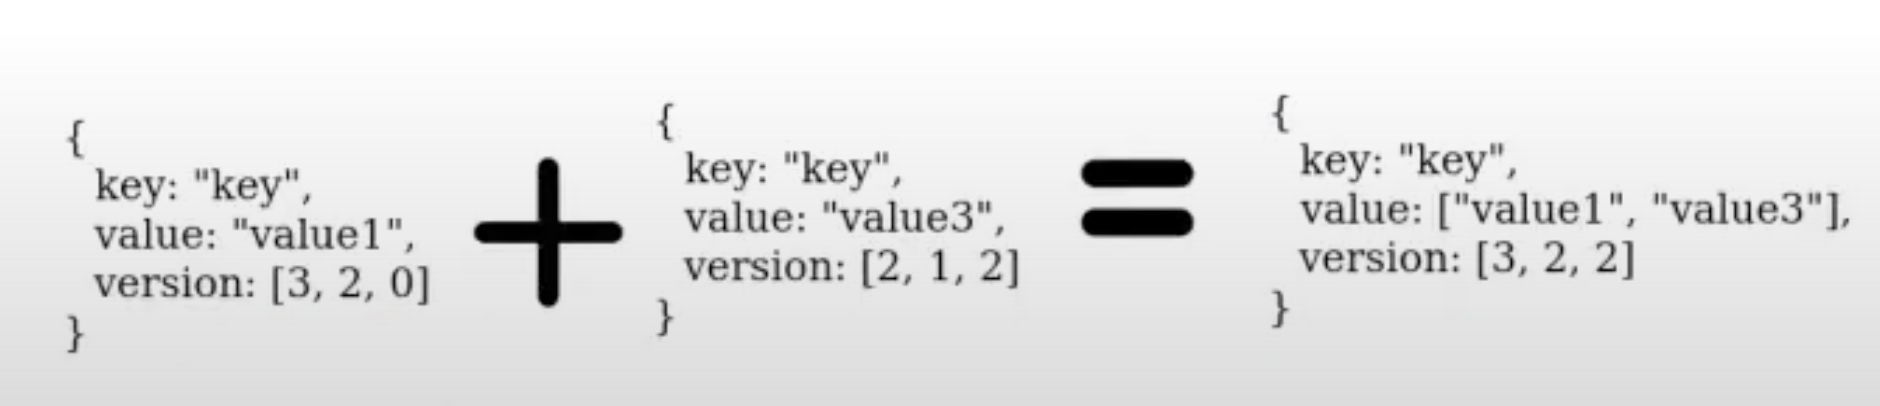 {
key: "key",
value: "value1",
version: [3, 2, 0]
}
+
{
key: "key",
value: "value3",
version: [2, 1, 2]
}
=
{
key: "key",
value: ["value1", "value3"],
version: [3, 2, 2]
}